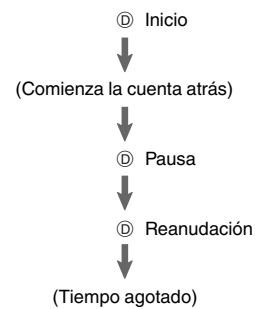 Ⓓ Inicio
(Comienza la cuenta atrás)
Ⓓ Pausa
Ⓓ Reanudación
(Tiempo agotado)